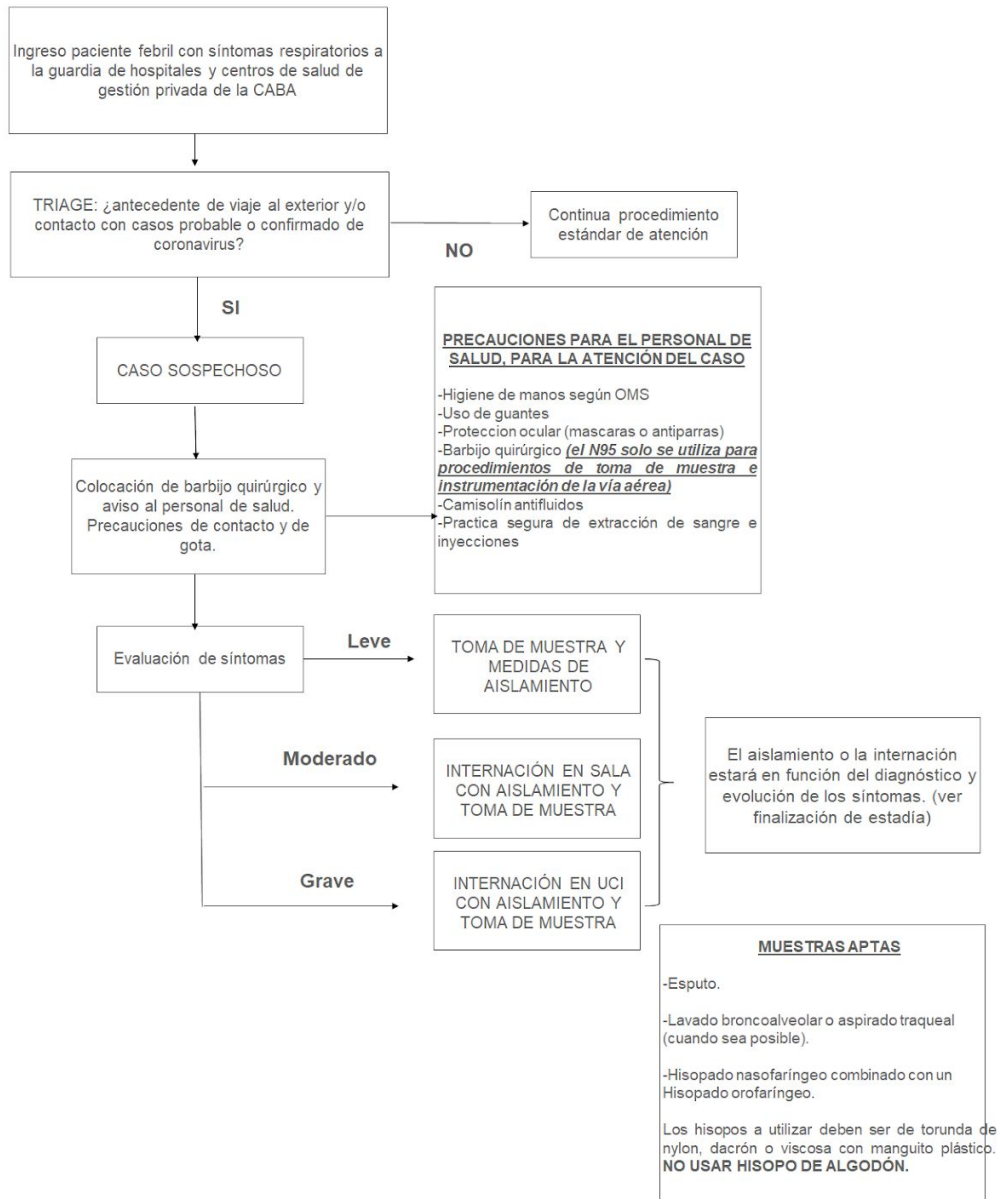 Ingreso paciente febril con síntomas respiratorios a
la guardia de hospitales y centros de salud de
gestión privada de la CABA
TRIAGE: ¿antecedente de viaje al exterior y/o
contacto con casos probable o confirmado de
coronavirus?
NO
Continua procedimiento
estándar de atención
SI
CASO SOSPECHOSO
Colocación de barbijo quirúrgico y
aviso al personal de salud.
Precauciones de contacto y de
gota.
PRECAUCIONES PARA EL PERSONAL DE
SALUD, PARA LA ATENCIÓN DEL CASO
-Higiene de manos según OMS
-Uso de guantes
-Proteccion ocular (mascaras o antiparras)
-Barbijo quirúrgico (el N95 solo se utiliza para
procedimientos de toma de muestra e
instrumentación de la vía aérea)
-Camisolín antifluidos
-Practica segura de extracción de sangre e
inyecciones
Evaluación de síntomas
Leve
TOMA DE MUESTRA Y
MEDIDAS DE
AISLAMIENTO
Moderado
INTERNACIÓN EN SALA
CON AISLAMIENTO Y
TOMA DE MUESTRA
Grave
INTERNACIÓN EN UCI
CON AISLAMIENTO Y
TOMA DE MUESTRA
El aislamiento o la internación
estará en función del diagnóstico y
evolución de los síntomas. (ver
finalización de estadía)
MUESTRAS APTAS
-Esputo.
-Lavado broncoalveolar o aspirado traqueal
(cuando sea posible).
-Hisopado nasofaríngeo combinado con un
Hisopado orofaríngeo.
Los hisopos a utilizar deben ser de torunda de
nylon, dacrón o viscosa con manguito plástico.
NO USAR HISOPO DE ALGODÓN.